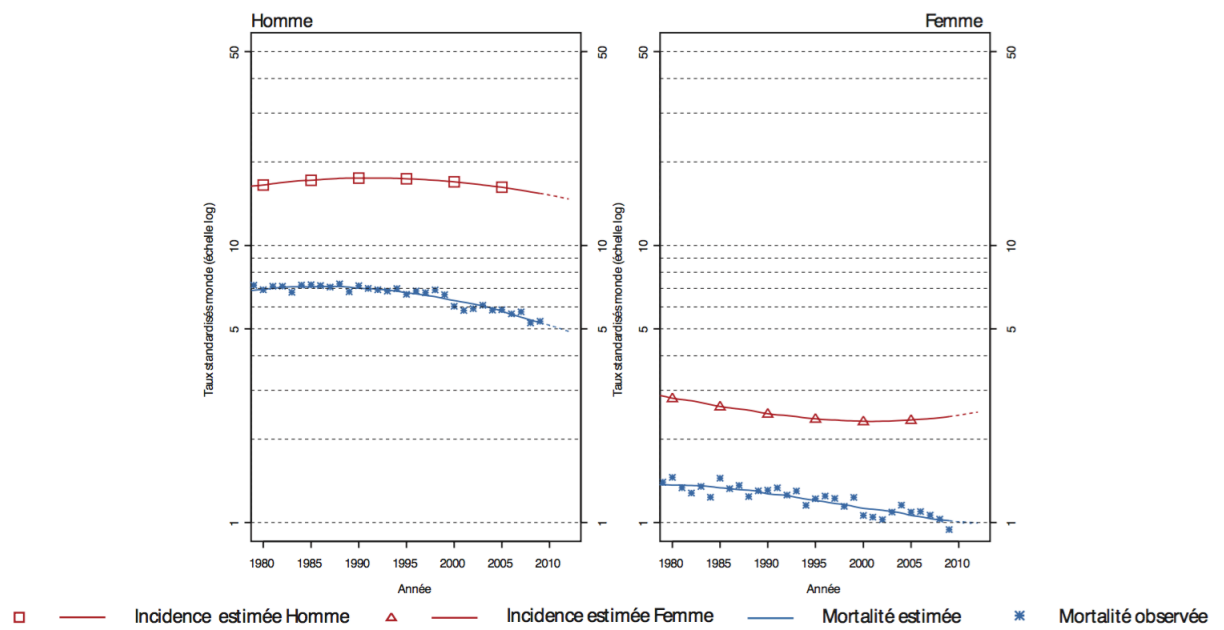 Homme
Femme
50
10
5
1
50
10
5
1
50
10
5
1
50
10
5
1
Taux standardisés monde (échelle log)
Taux standardisés monde (échelle log)
1980 1985 1990 1995 2000 2005 2010
1980 1985 1990 1995 2000 2005 2010
Année
Année
Incidence estimée Homme
Incidence estimée Femme
Mortalité estimée
Mortalité observée